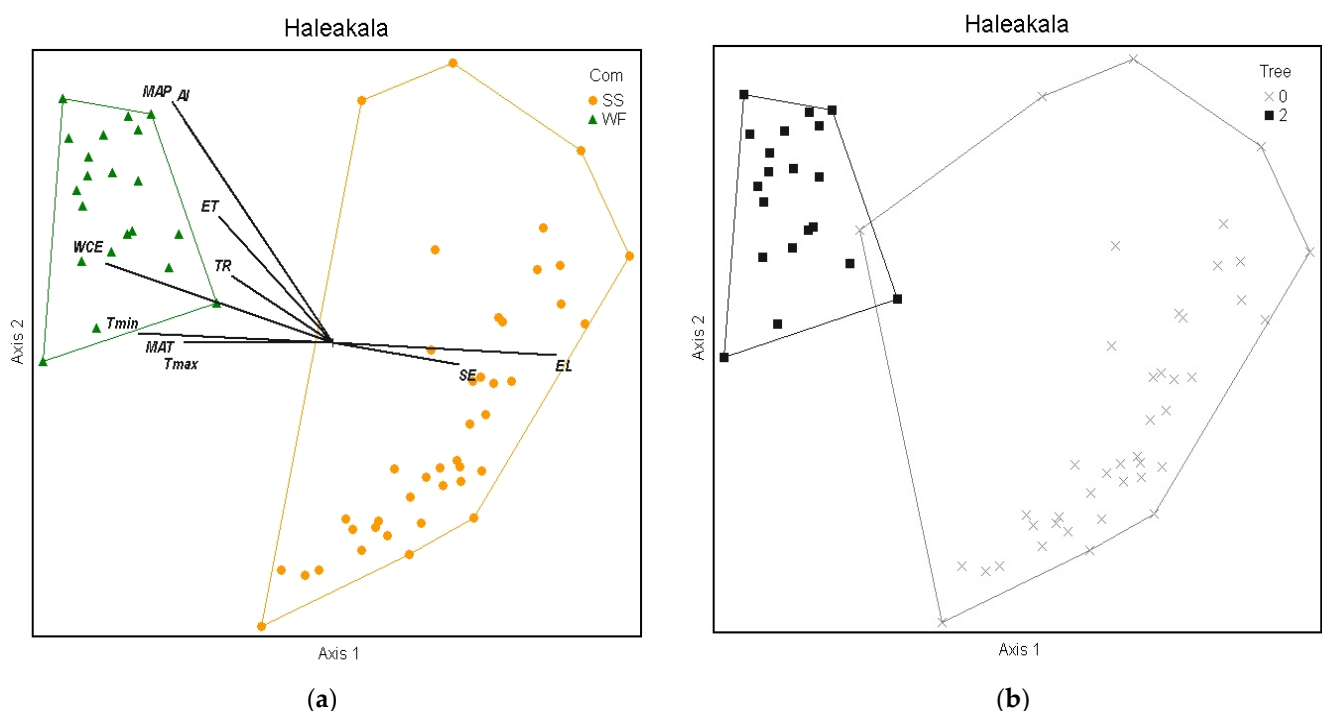 Haleakala
Com
SS
WF
MAP AI
ET
WCE
TR
Tmin
MAT
Tmax
SE
EL
Axis 2
Axis 1
(a)
Haleakala
Tree
0
2
Axis 2
Axis 1
(b)